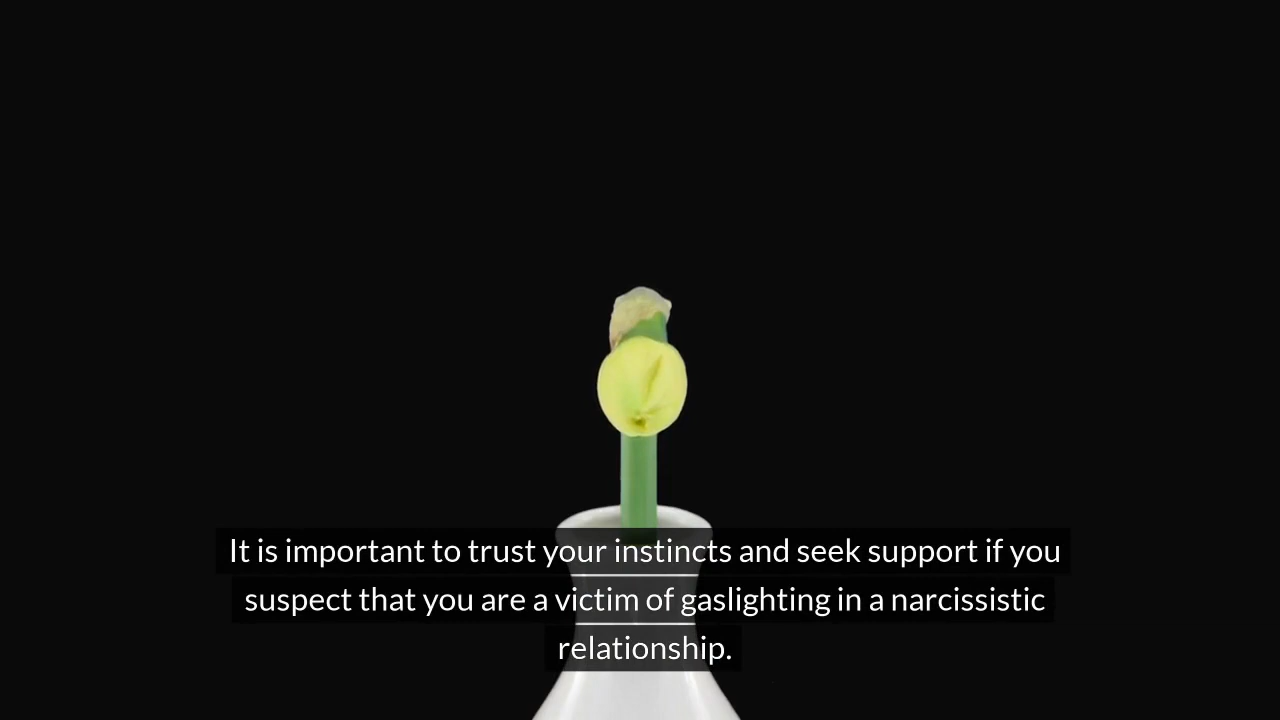 It is important to trust your instincts and seek support if you
suspect that you are a victim of gaslighting in a narcissistic
relationship.